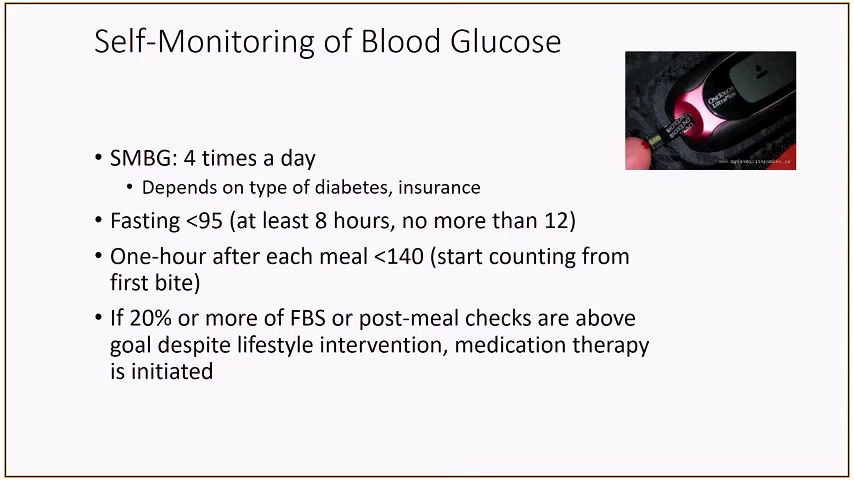 Self-Monitoring of Blood Glucose
OneTouch
UltraMini
• SMBG: 4 times a day
• Depends on type of diabetes, insurance
• Fasting <95 (at least 8 hours, no more than 12)
• One-hour after each meal <140 (start counting from
first bite)
• If 20% or more of FBS or post-meal checks are above
goal despite lifestyle intervention, medication therapy
is initiated